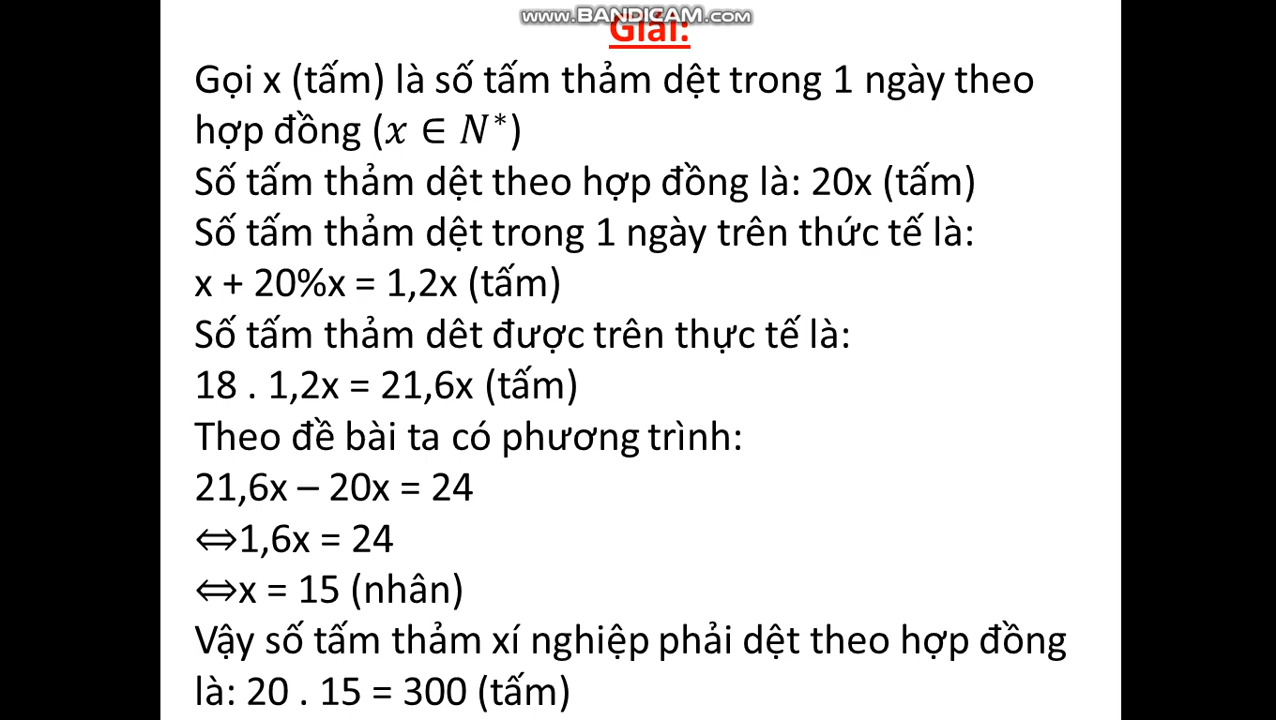 www.BANDICAM.com
Giải:
Gọi x (tấm) là số tấm thảm dệt trong 1 ngày theo
hợp đồng (𝑥 ∈ 𝑁*)
Số tấm thảm dệt theo hợp đồng là: 20x (tấm)
Số tấm thảm dệt trong 1 ngày trên thức tế là:
x + 20%x = 1,2x (tấm)
Số tấm thảm dêt được trên thực tế là:
18 . 1,2x = 21,6x (tấm)
Theo đề bài ta có phương trình:
21,6x – 20x = 24
⇔1,6x = 24
⇔x = 15 (nhân)
Vậy số tấm thảm xí nghiệp phải dệt theo hợp đồng
là: 20 . 15 = 300 (tấm)